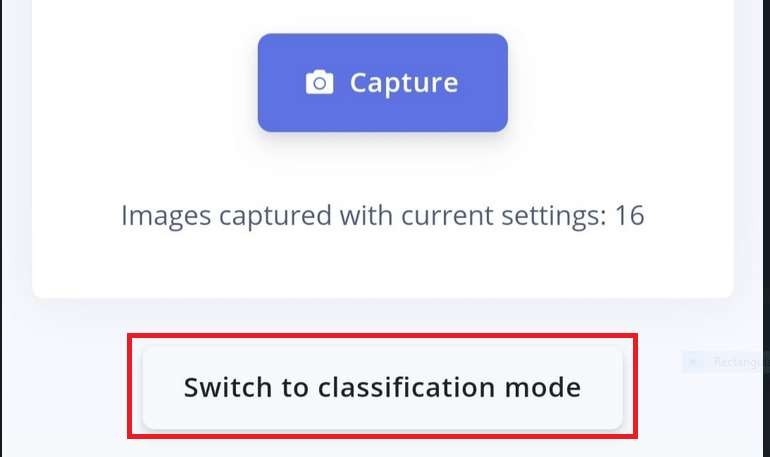 Capture
Images captured with current settings: 16
Switch to classification mode